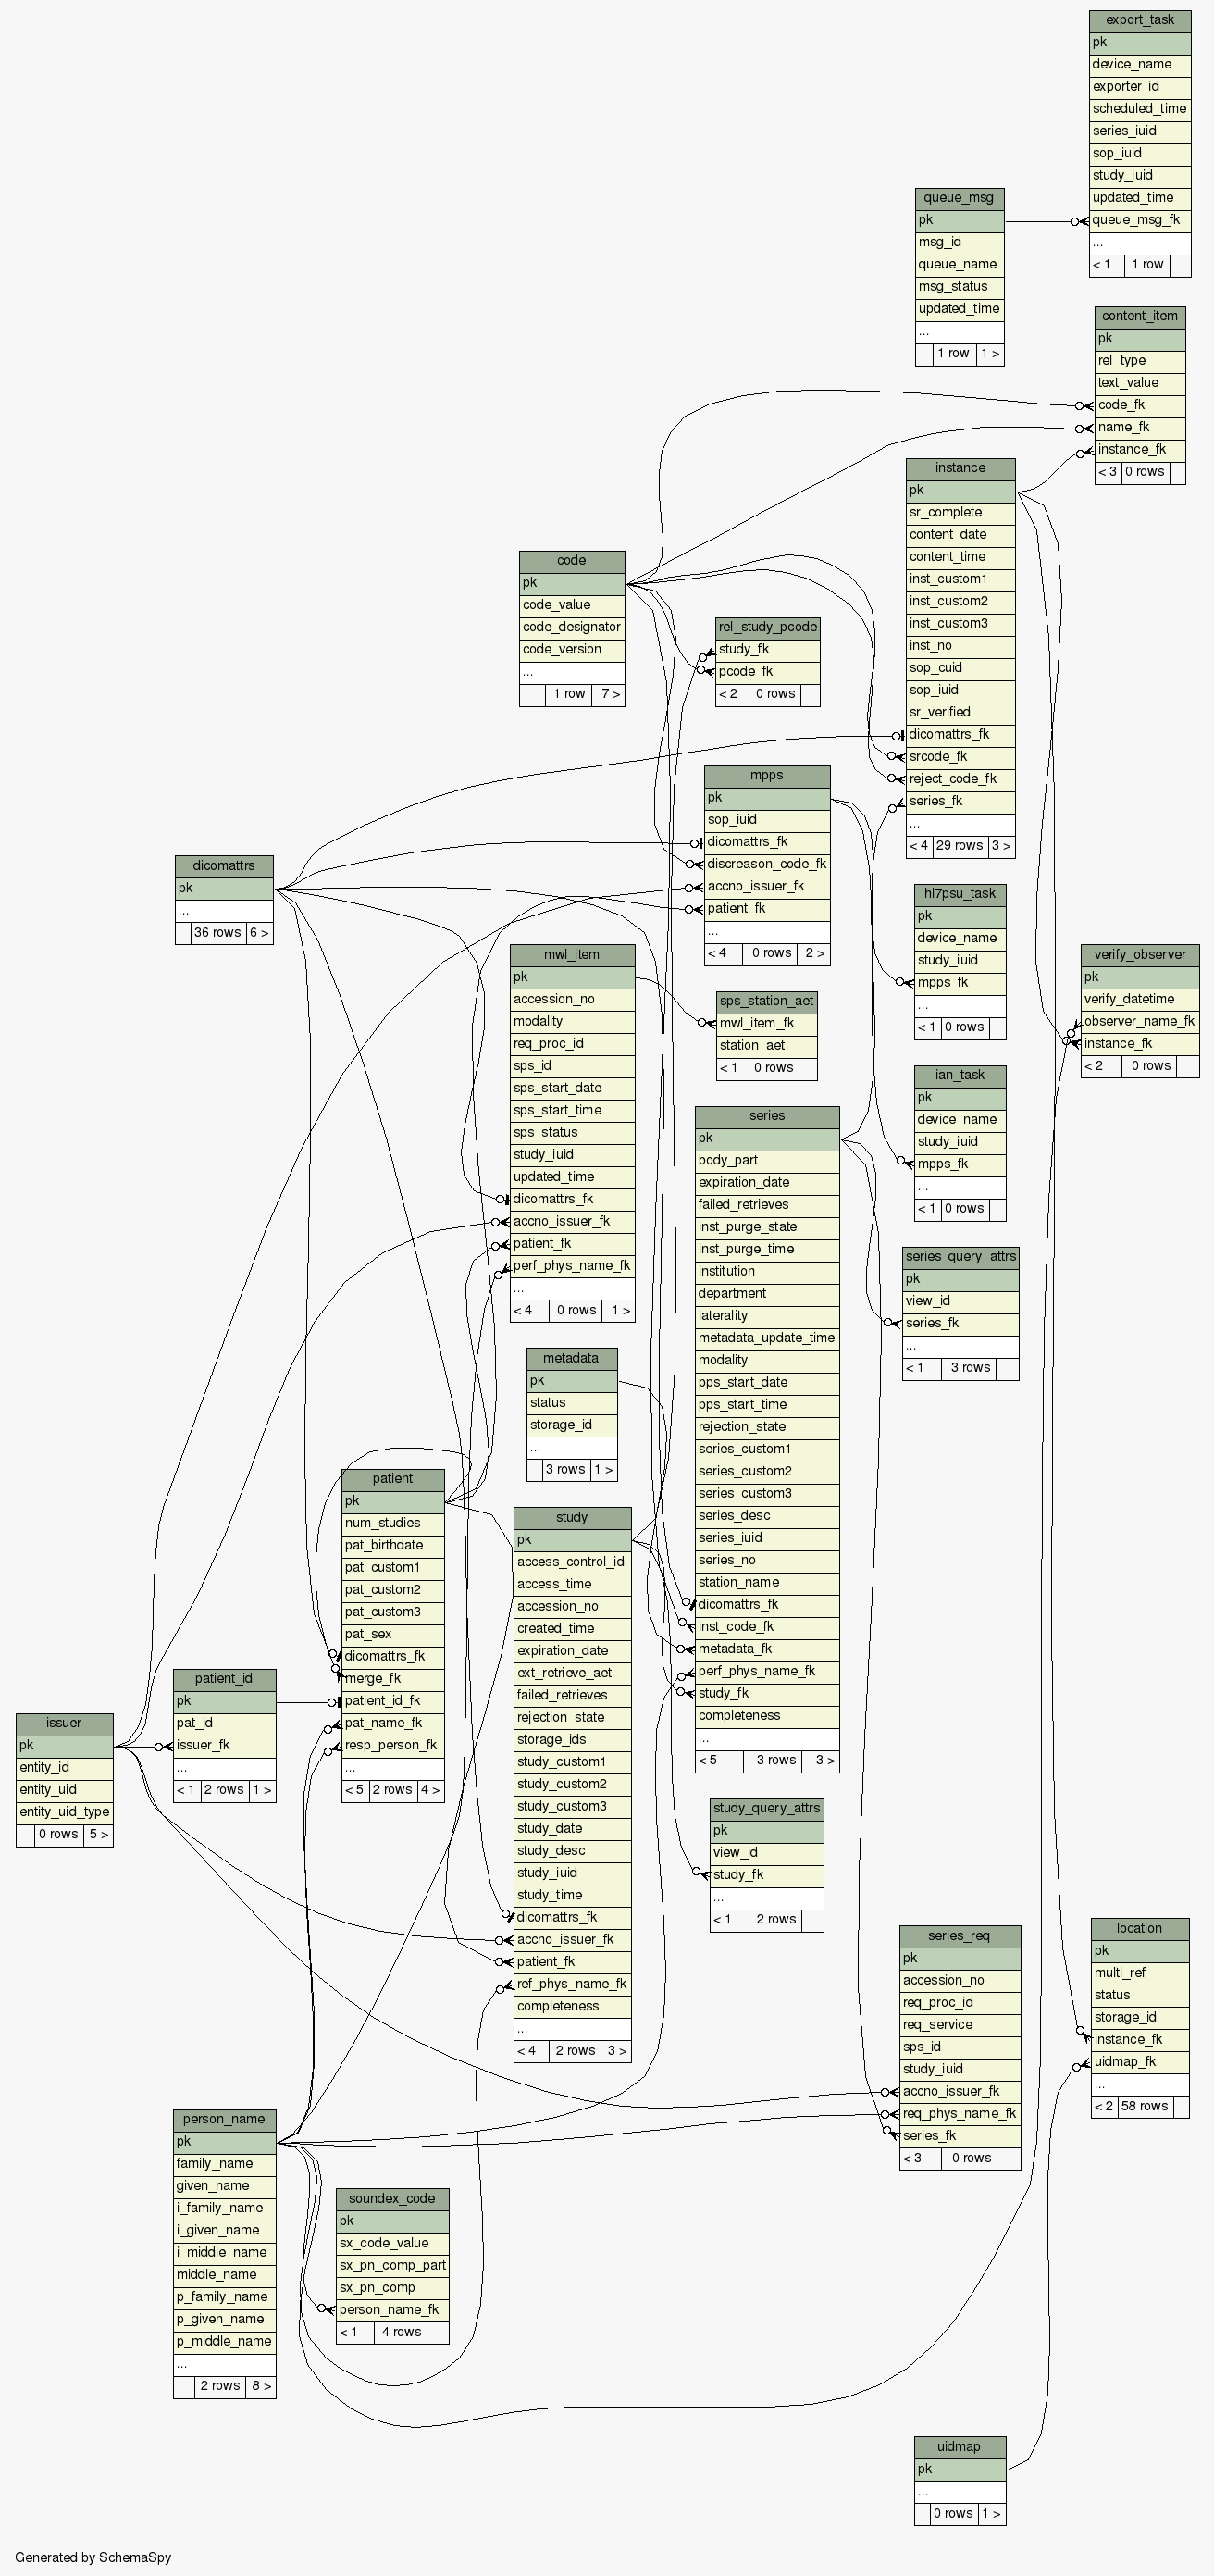 export_task
pk
device_name
exporter_id
scheduled_time
series_iuid
sop_iuid
study_iuid
updated_time
queue_msg_fk
...
< 1 1 row
queue_msg
pk
msg_id
queue_name
msg_status
updated_time
...
1 row 1 >
content_item
pk
rel_type
text_value
code_fk
name_fk
instance_fk
< 3 0 rows
instance
pk
sr_complete
content_date
content_time
inst_custom1
inst_custom2
inst_custom3
inst_no
sop_cuid
sop_iuid
sr_verified
dicomattrs_fk
srcode_fk
reject_code_fk
series_fk
...
< 4 29 rows 3 >
code
pk
code_value
code_designator
code_version
...
1 row 7 >
rel_study_pcode
study_fk
pcode_fk
< 2 0 rows
mpps
pk
sop_iuid
dicomattrs_fk
discreason_code_fk
accno_issuer_fk
patient_fk
...
< 4 0 rows 2 >
dicomattrs
pk
...
36 rows 6 >
hl7psu_task
pk
device_name
study_iuid
mpps_fk
...
< 1 0 rows
mwl_item
pk
accession_no
modality
req_proc_id
sps_id
sps_start_date
sps_start_time
sps_status
study_iuid
updated_time
dicomattrs_fk
accno_issuer_fk
patient_fk
perf_phys_name_fk
...
< 4 0 rows 1 >
verify_observer
pk
verify_datetime
observer_name_fk
instance_fk
< 2 0 rows
sps_station_aet
mwl_item_fk
station_aet
< 1 0 rows
ian_task
pk
device_name
study_iuid
mpps_fk
...
< 1 0 rows
series
pk
body_part
expiration_date
failed_retrieves
inst_purge_state
inst_purge_time
institution
department
laterality
metadata_update_time
modality
pps_start_date
pps_start_time
rejection_state
series_custom1
series_custom2
series_custom3
series_desc
series_iuid
series_no
station_name
dicomattrs_fk
inst_code_fk
metadata_fk
perf_phys_name_fk
study_fk
completeness
...
< 5 3 rows 3 >
series_query_attrs
pk
view_id
series_fk
...
< 1 3 rows
metadata
pk
status
storage_id
...
3 rows 1 >
patient
pk
num_studies
pat_birthdate
pat_custom1
pat_custom2
pat_custom3
pat_sex
dicomattrs_fk
merge_fk
patient_id_fk
pat_name_fk
resp_person_fk
...
< 5 2 rows 4 >
study
pk
access_control_id
access_time
accession_no
created_time
expiration_date
ext_retrieve_aet
failed_retrieves
rejection_state
storage_ids
study_custom1
study_custom2
study_custom3
study_date
study_desc
study_iuid
study_time
dicomattrs_fk
accno_issuer_fk
patient_fk
ref_phys_name_fk
completeness
...
< 4 2 rows 3 >
patient_id
pk
pat_id
issuer_fk
...
< 1 2 rows 1 >
issuer
pk
entity_id
entity_uid
entity_uid_type
0 rows 5 >
study_query_attrs
pk
view_id
study_fk
...
< 1 2 rows
location
pk
multi_ref
status
storage_id
instance_fk
uidmap_fk
...
< 2 58 rows
series_req
pk
accession_no
req_proc_id
req_service
sps_id
study_iuid
accno_issuer_fk
req_phys_name_fk
series_fk
< 3 0 rows
person_name
pk
family_name
given_name
i_family_name
i_given_name
i_middle_name
middle_name
p_family_name
p_given_name
p_middle_name
...
2 rows 8 >
soundex_code
pk
sx_code_value
sx_pn_comp_part
sx_pn_comp
person_name_fk
< 1 4 rows
uidmap
pk
...
0 rows 1 >
Generated by SchemaSpy